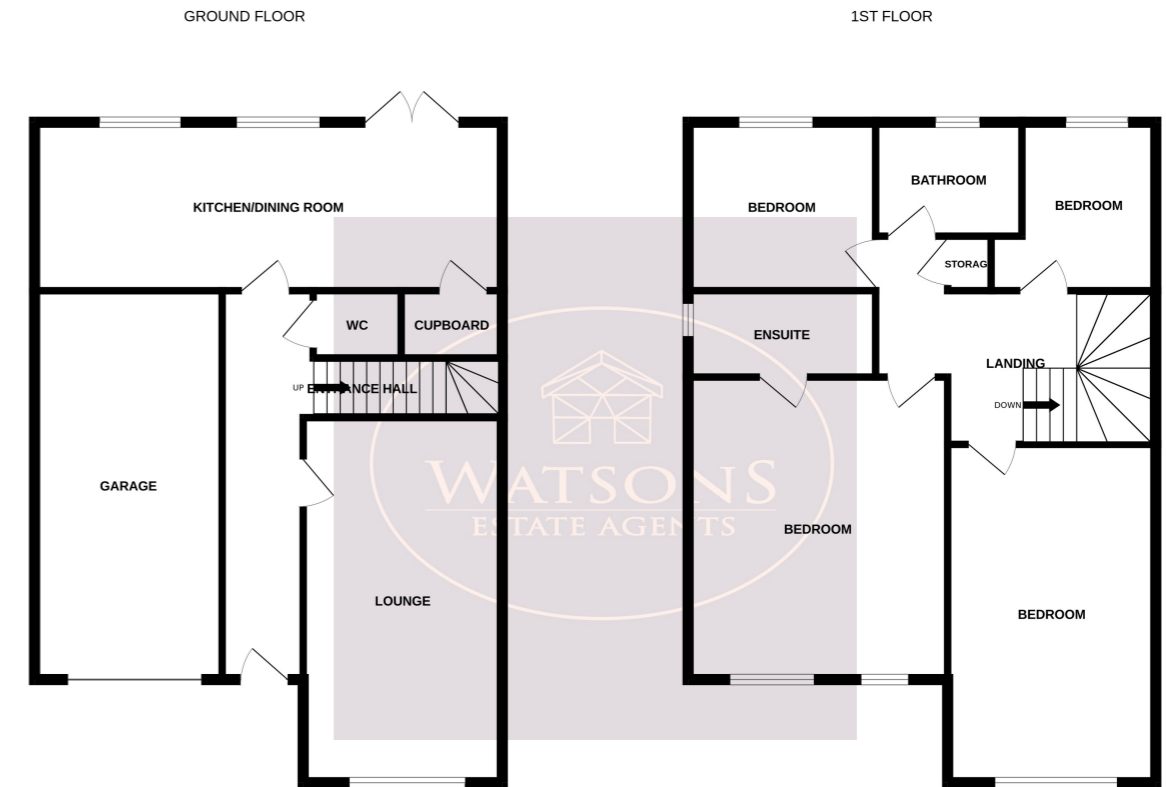 GROUND FLOOR
KITCHEN/DINING ROOM
WC
CUPBOARD
UP
ENTRANCE HALL
GARAGE
LOUNGE
1ST FLOOR
BEDROOM
BATHROOM
BEDROOM
STORAG
ENSUITE
LANDING
DOWN
BEDROOM
BEDROOM
WATSONS
ESTATE AGENTS